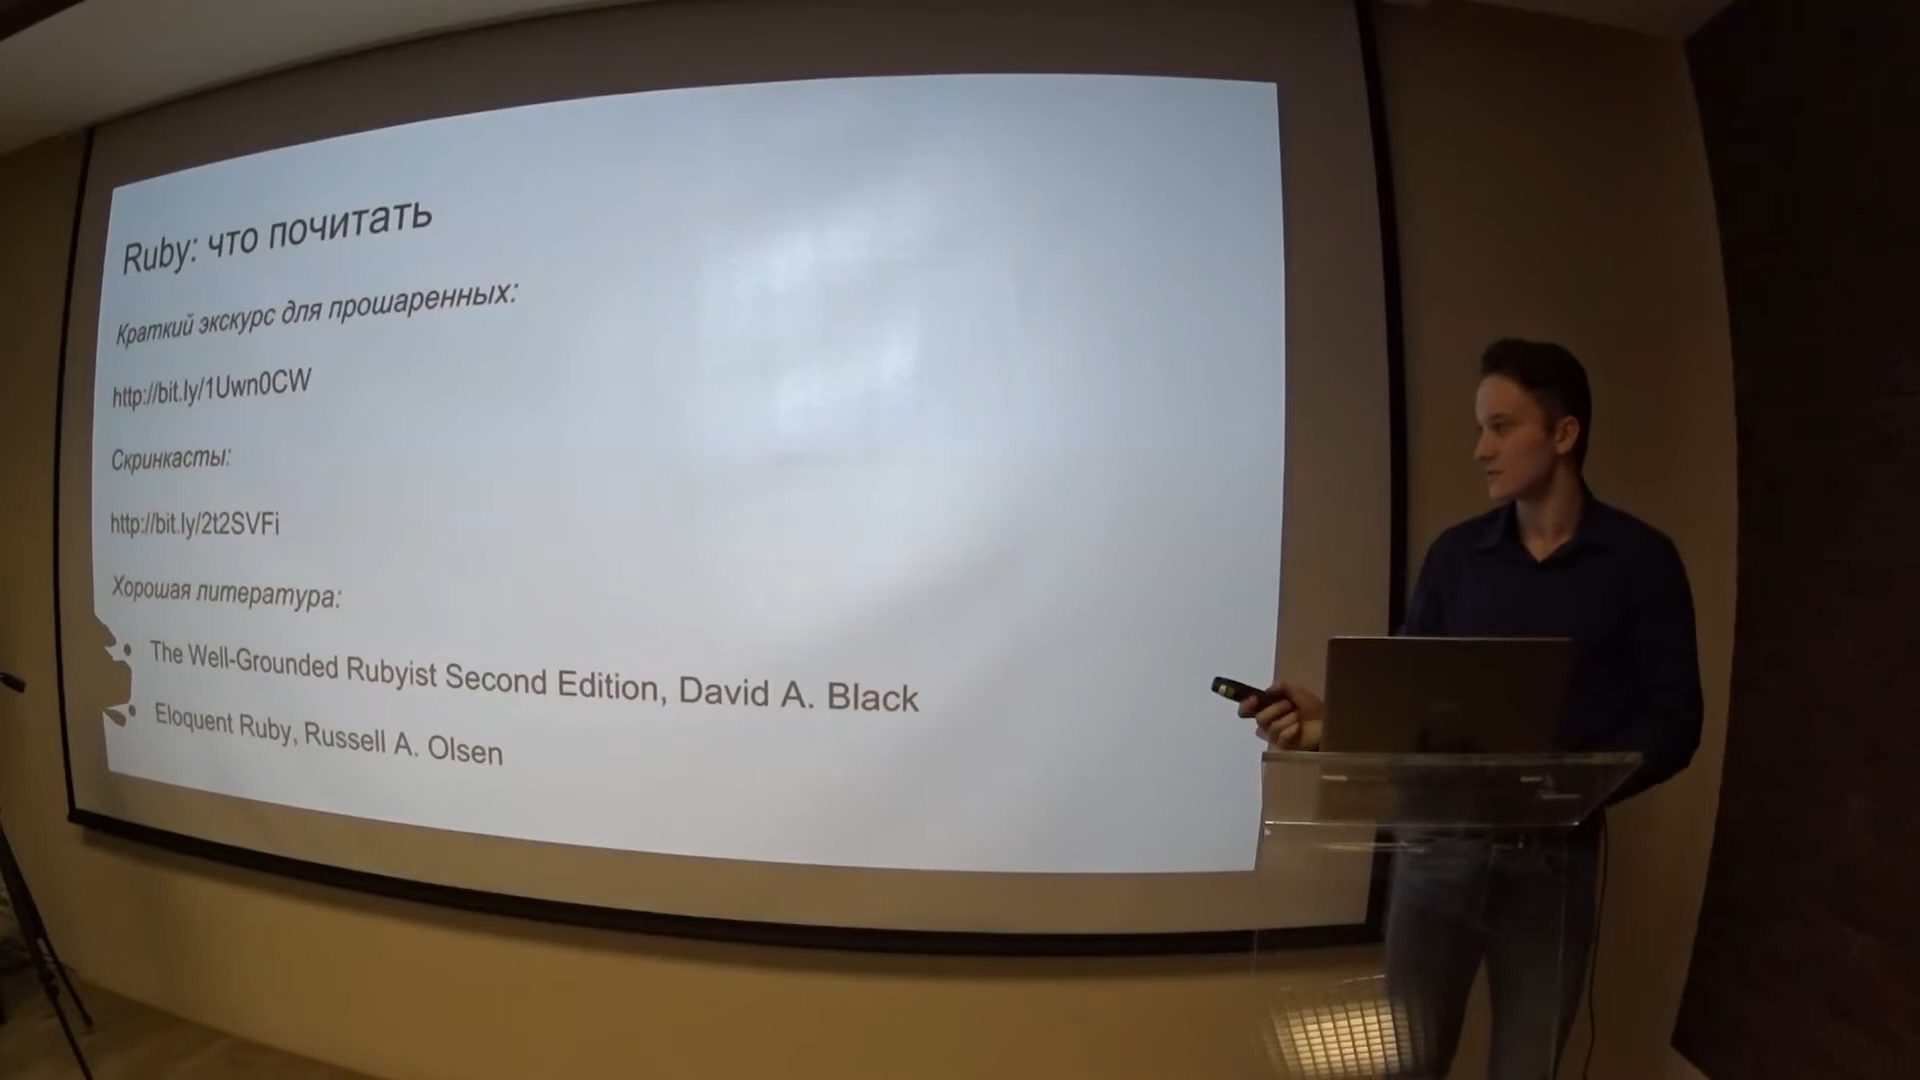 Ruby: что почитать
Краткий экскурс для прошаренных:
http://bit.ly/1Uwn0CW
Скринкасты:
http://bit.ly/2t2SVFi
Хорошая литература:
The Well-Grounded Rubyist Second Edition, David A. Black
Eloquent Ruby, Russell A. Olsen